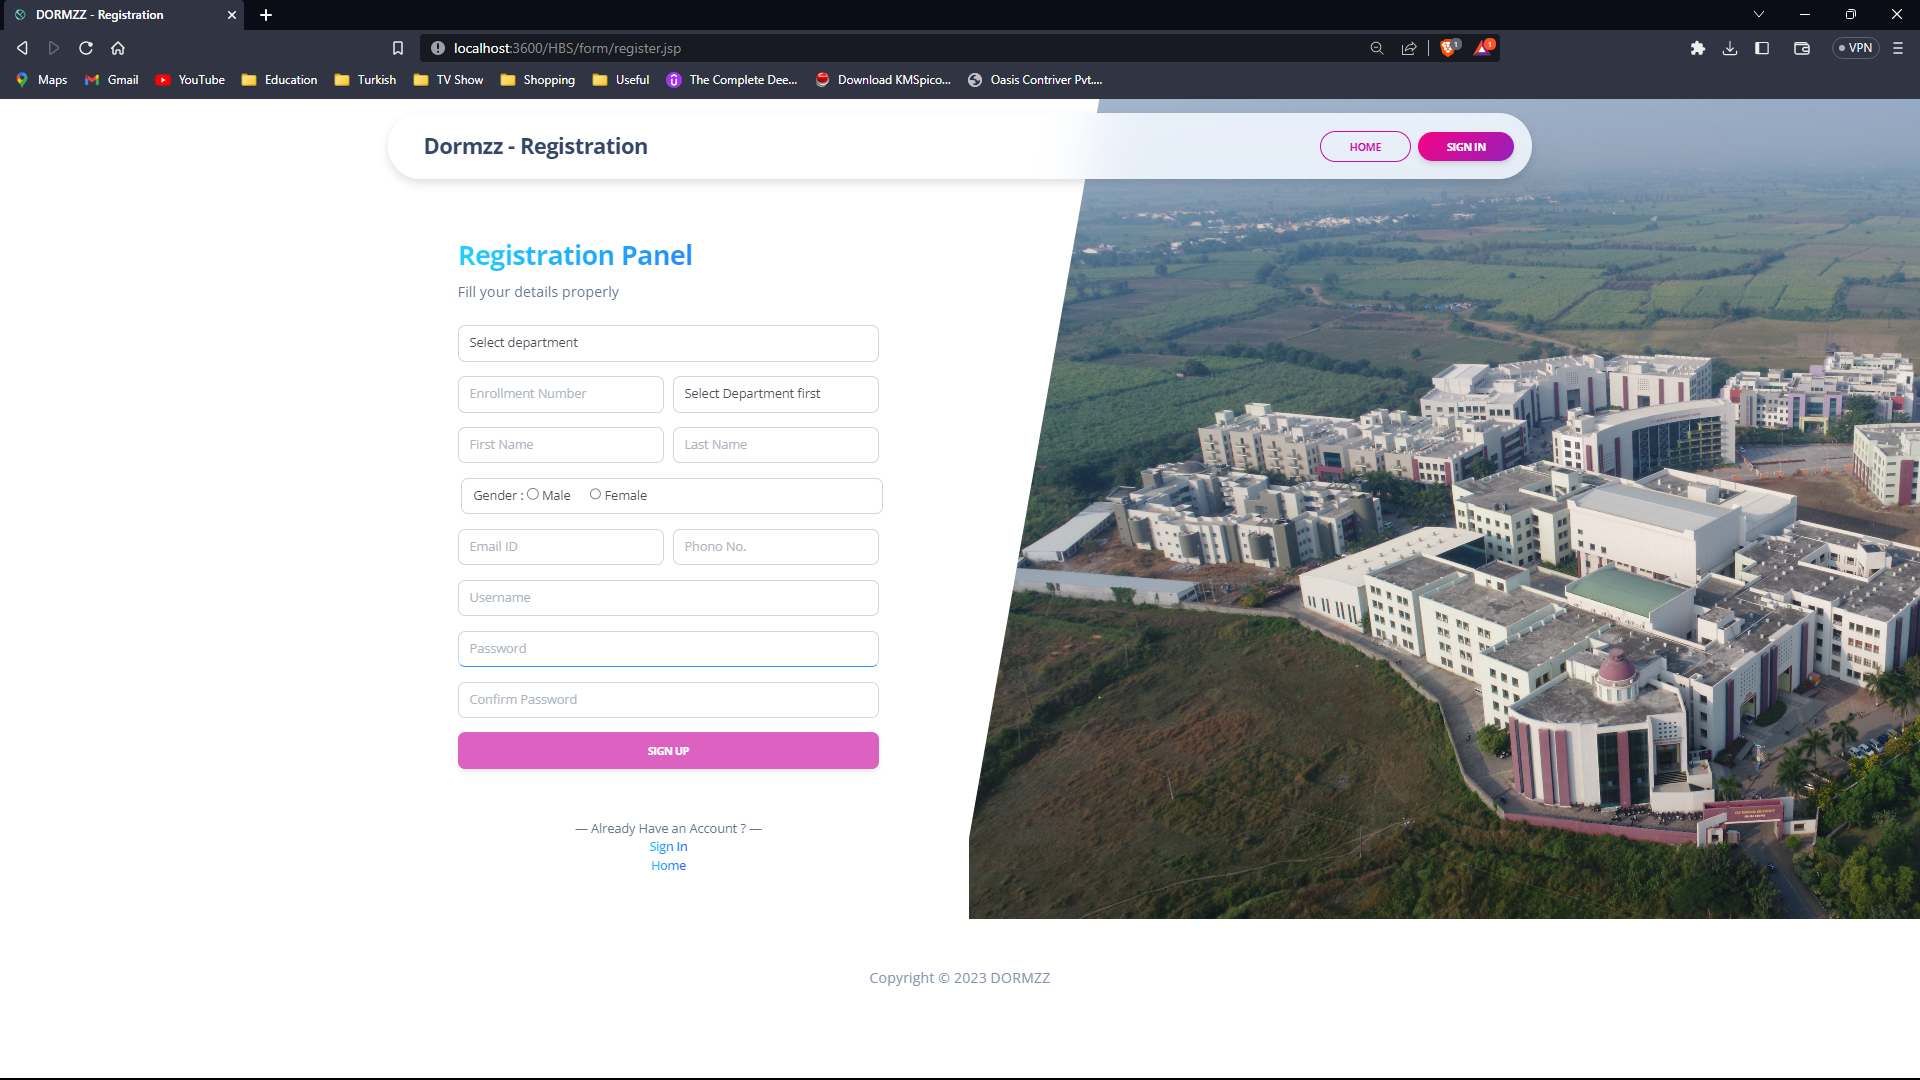 DORMZZ - Registration
localhost:3600/HBS/form/register.jsp
1
1
VPN
Maps
Gmail
YouTube
Education
Turkish
TV Show
Shopping
Useful
The Complete Dee...
Download KMSpico...
Oasis Contriver Pvt....
Dormzz - Registration
HOME
SIGN IN
Registration Panel
Fill your details properly
Select department
Enrollment Number
Select Department first
First Name
Last Name
Gender : Male Female
Email ID
Phono No.
Username
Password
Confirm Password
SIGN UP
— Already Have an Account ? —
Sign In
Home
Copyright © 2023 DORMZZ